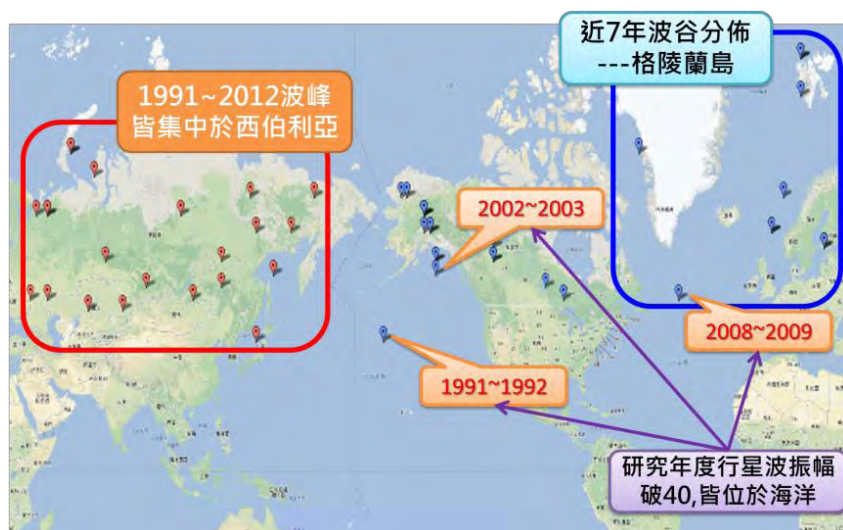 近7年波谷分佈
---格陵蘭島
1991~2012波峰
皆集中於西伯利亞
2002~2003
2008~2009
1991~1992
研究年度行星波振幅
破40,皆位於海洋